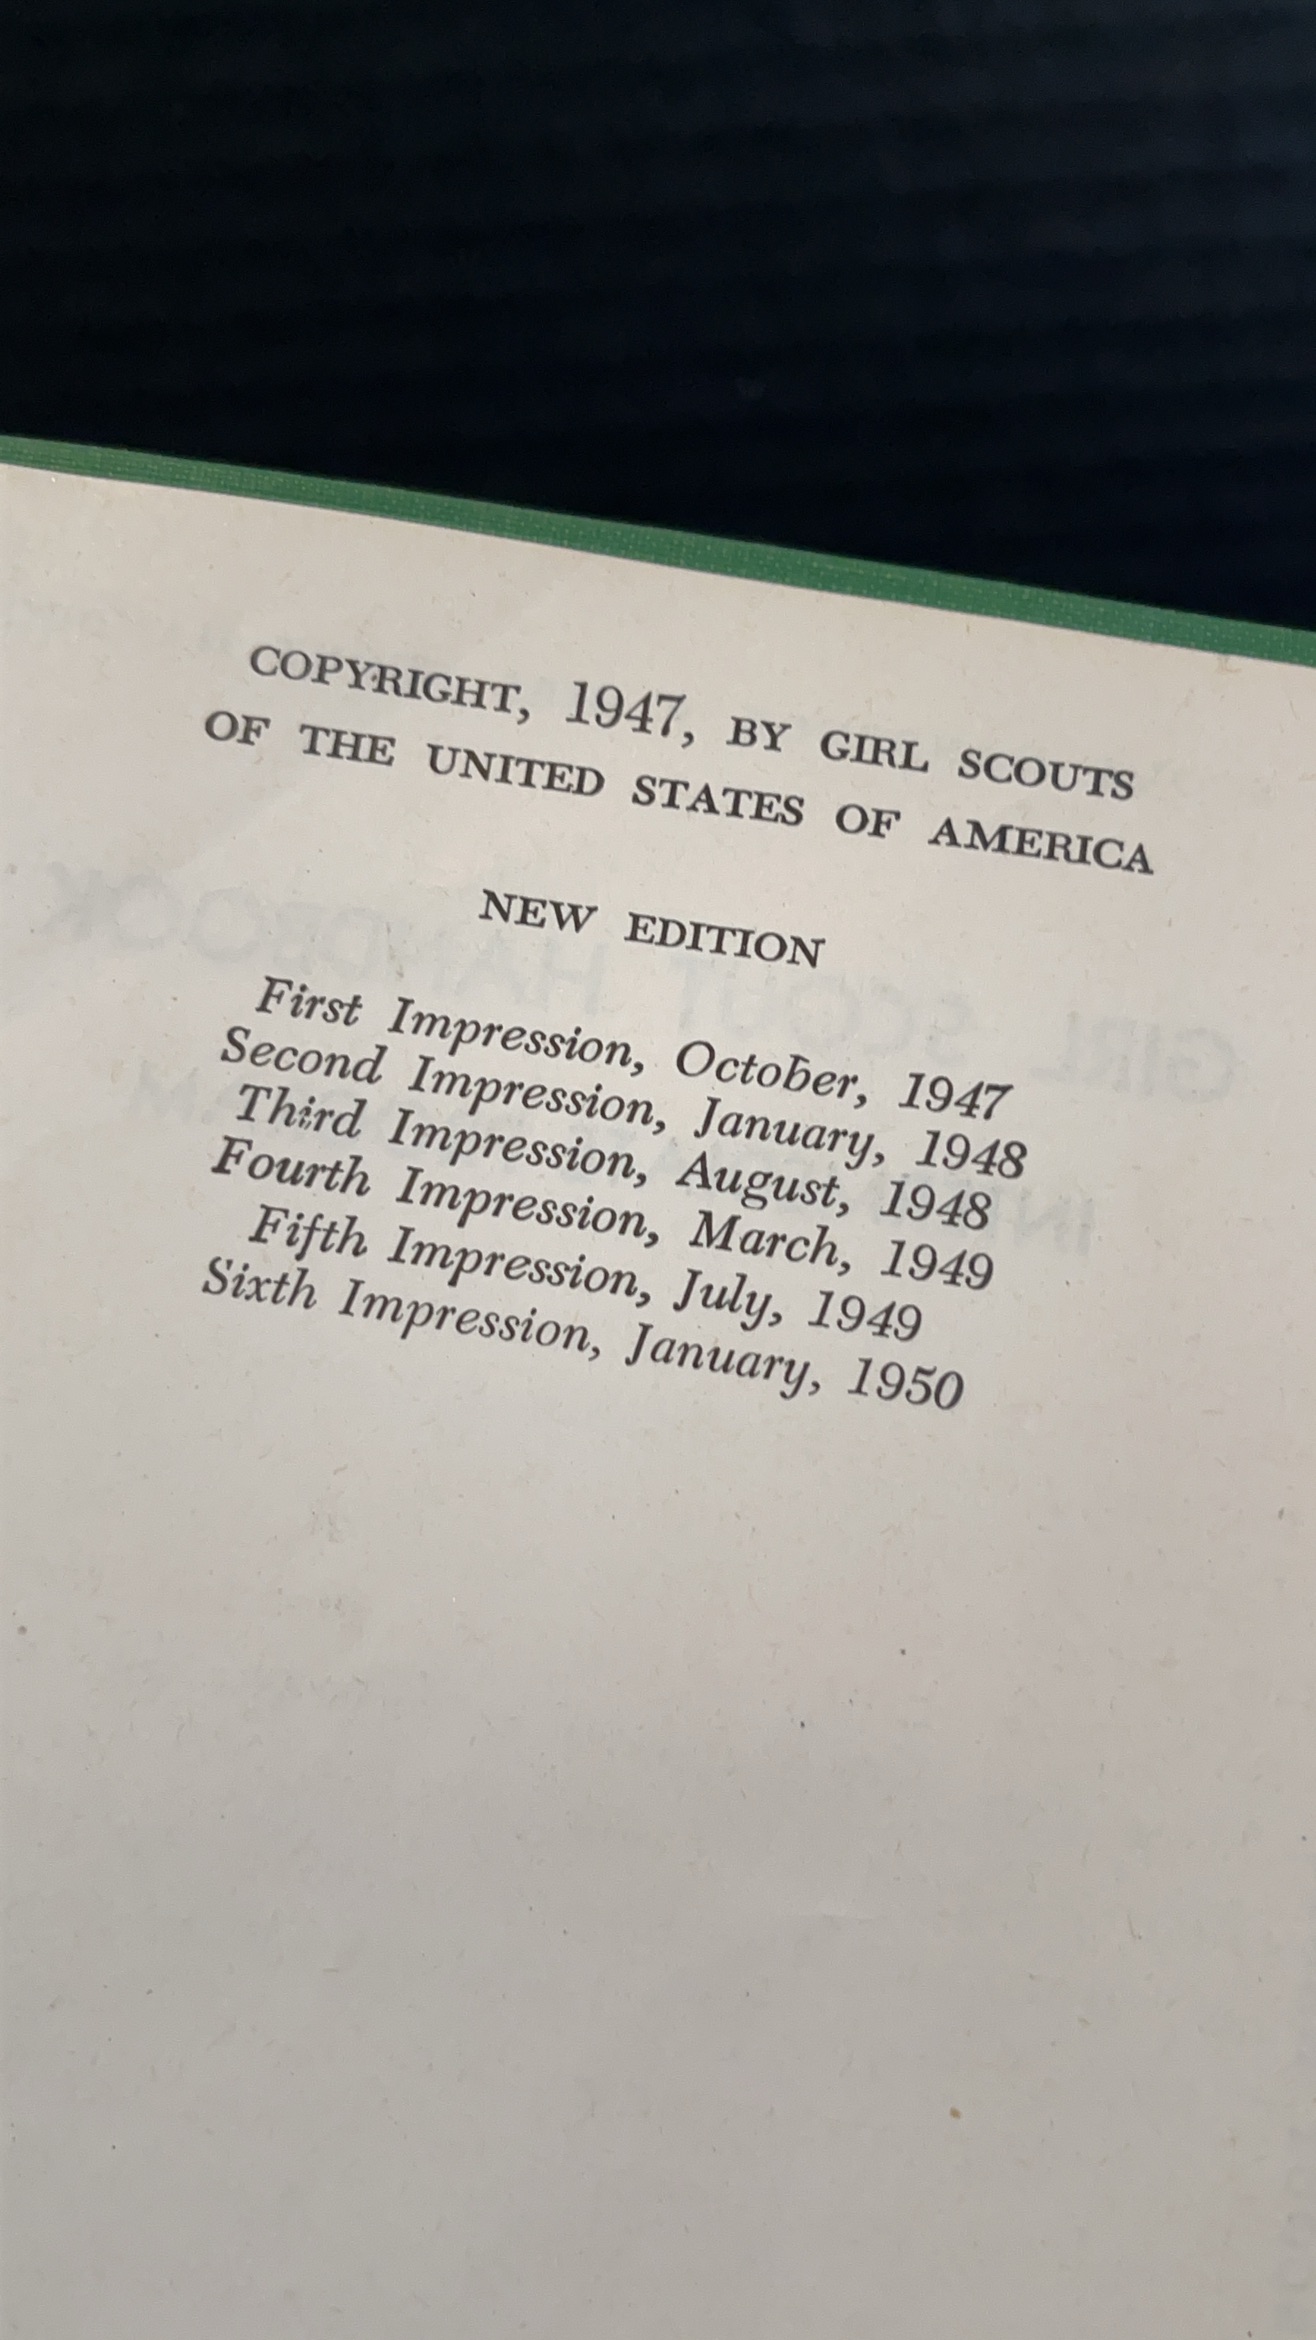 COPYRIGHT, 1947, BY GIRL SCOUTS
OF THE UNITED STATES OF AMERICA
NEW EDITION
First Impression, October, 1947
Second Impression, January, 1948
Third Impression, August, 1948
Fourth Impression, March, 1949
Fifth Impression, July, 1949
Sixth Impression, January, 1950